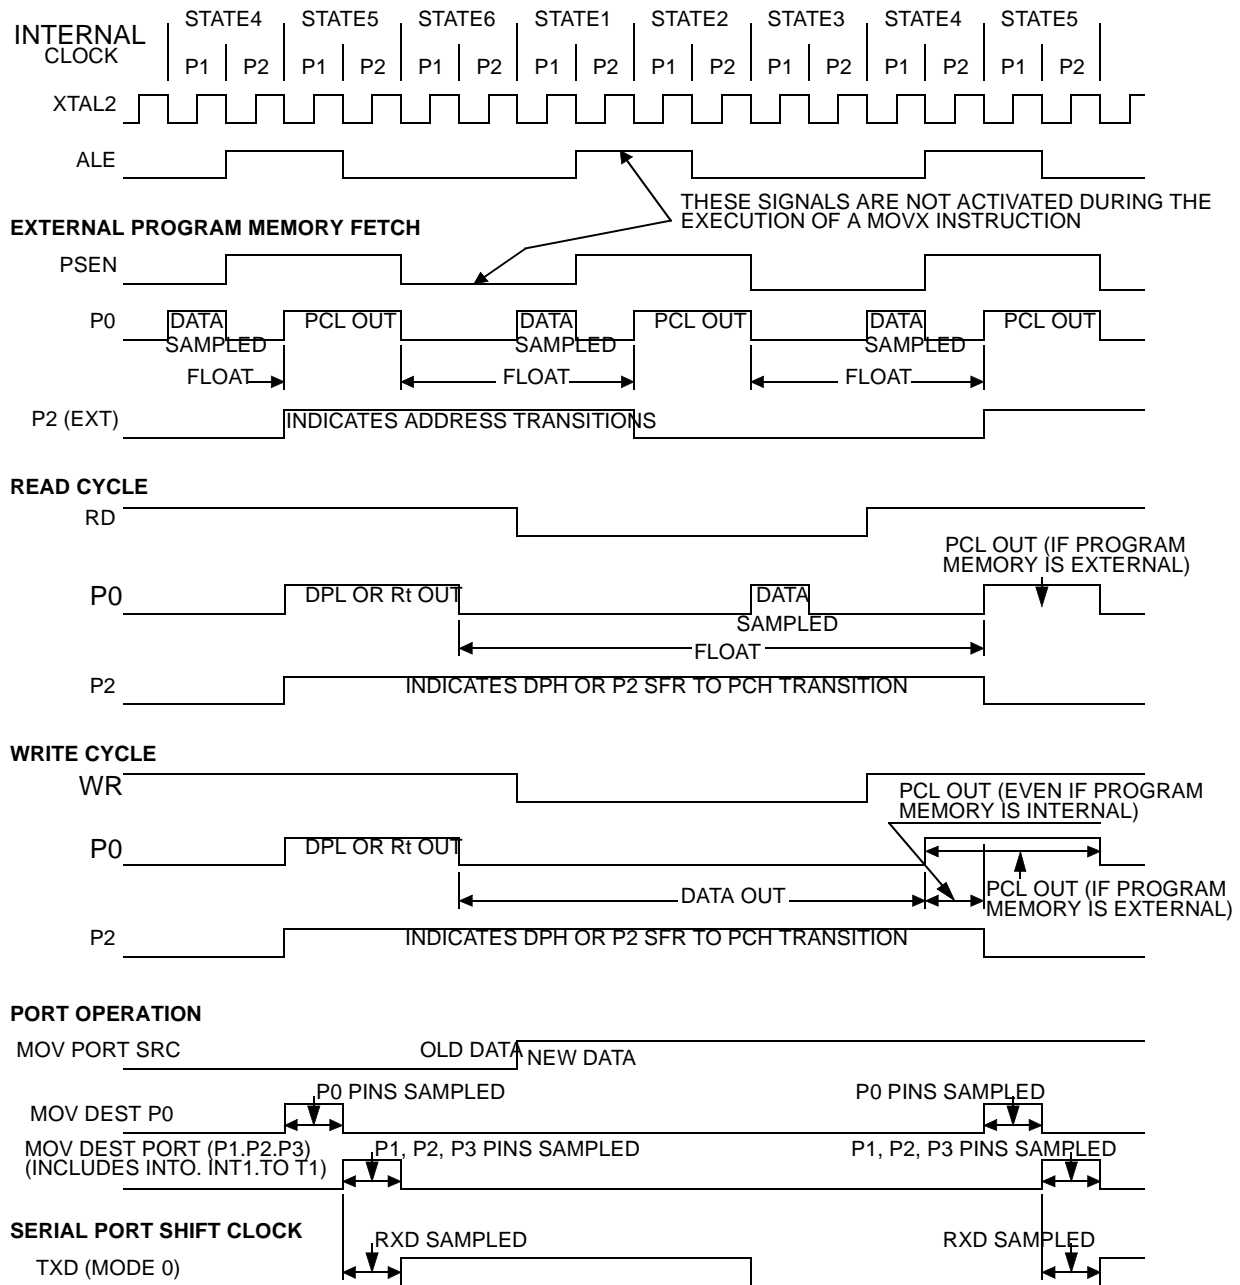 INTERNAL CLOCK
STATE4 STATE5 STATE6 STATE1 STATE2 STATE3 STATE4 STATE5
P1 P2 P1 P2 P1 P2 P1 P2 P1 P2 P1 P2 P1 P2 P1 P2
XTAL2
ALE
THESE SIGNALS ARE NOT ACTIVATED DURING THE
EXECUTION OF A MOVX INSTRUCTION
EXTERNAL PROGRAM MEMORY FETCH
PSEN
P0 DATA PCL OUT DATA PCL OUT DATA PCL OUT
SAMPLED SAMPLED SAMPLED
FLOAT FLOAT FLOAT
P2 (EXT) INDICATES ADDRESS TRANSITIONS
READ CYCLE
RD
PCL OUT (IF PROGRAM
MEMORY IS EXTERNAL)
P0 DPL OR Rt OUT DATA
SAMPLED
FLOAT
P2 INDICATES DPH OR P2 SFR TO PCH TRANSITION
WRITE CYCLE
WR
PCL OUT (EVEN IF PROGRAM
MEMORY IS INTERNAL)
P0 DPL OR Rt OUT
DATA OUT
PCL OUT (IF PROGRAM
MEMORY IS EXTERNAL)
P2 INDICATES DPH OR P2 SFR TO PCH TRANSITION
PORT OPERATION
MOV PORT SRC OLD DATA NEW DATA
P0 PINS SAMPLED P0 PINS SAMPLED
MOV DEST P0
MOV DEST PORT (P1.P2.P3) P1, P2, P3 PINS SAMPLED P1, P2, P3 PINS SAMPLED
(INCLUDES INTO. INT1.TO T1)
SERIAL PORT SHIFT CLOCK
RXD SAMPLED RXD SAMPLED
TXD (MODE 0)